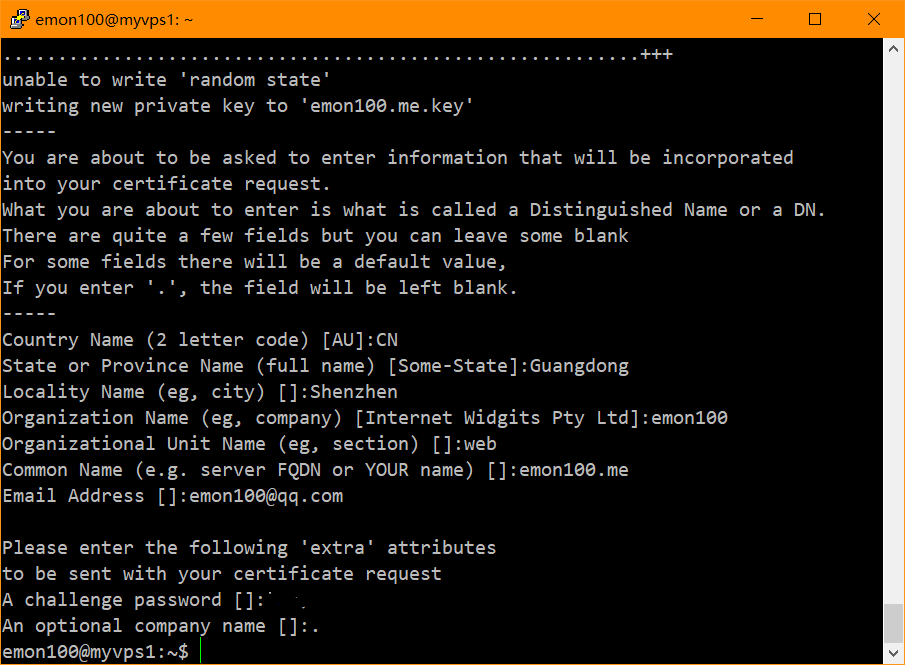 emon100@myvps1: ~
..........................................................+++
unable to write 'random state'
writing new private key to 'emon100.me.key'
-----
You are about to be asked to enter information that will be incorporated
into your certificate request.
What you are about to enter is what is called a Distinguished Name or a DN.
There are quite a few fields but you can leave some blank
For some fields there will be a default value,
If you enter '.', the field will be left blank.
-----
Country Name (2 letter code) [AU]:CN
State or Province Name (full name) [Some-State]:Guangdong
Locality Name (eg, city) []:Shenzhen
Organization Name (eg, company) [Internet Widgits Pty Ltd]:emon100
Organizational Unit Name (eg, section) []:web
Common Name (e.g. server FQDN or YOUR name) []:emon100.me
Email Address []:emon100@qq.com
Please enter the following 'extra' attributes
to be sent with your certificate request
A challenge password []:
An optional company name []:.
emon100@myvps1:~$